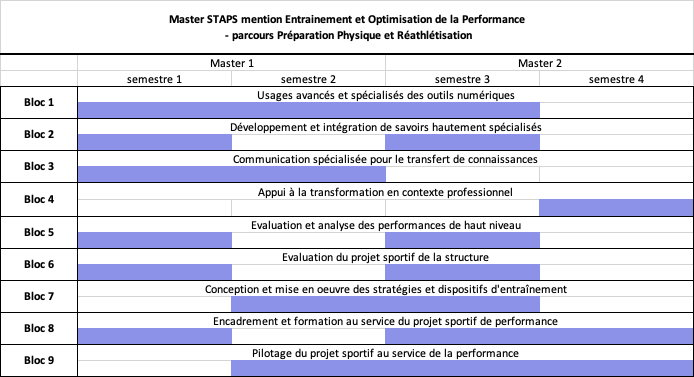 Master STAPS mention Entrainement et Optimisation de la Performance
- parcours Préparation Physique et Réathlétisation
Master 1 Master 2
semestre 1 semestre 2 semestre 3 semestre 4
Bloc 1 Usages avancés et spécialisés des outils numériques
Bloc 2 Développement et intégration de savoirs hautement spécialisés
Bloc 3 Communication spécialisée pour le transfert de connaissances
Bloc 4 Appui à la transformation en contexte professionnel
Bloc 5 Evaluation et analyse des performances de haut niveau
Bloc 6 Evaluation du projet sportif de la structure
Bloc 7 Conception et mise en oeuvre des stratégies et dispositifs d'entraînement
Bloc 8 Encadrement et formation au service du projet sportif de performance
Bloc 9 Pilotage du projet sportif au service de la performance